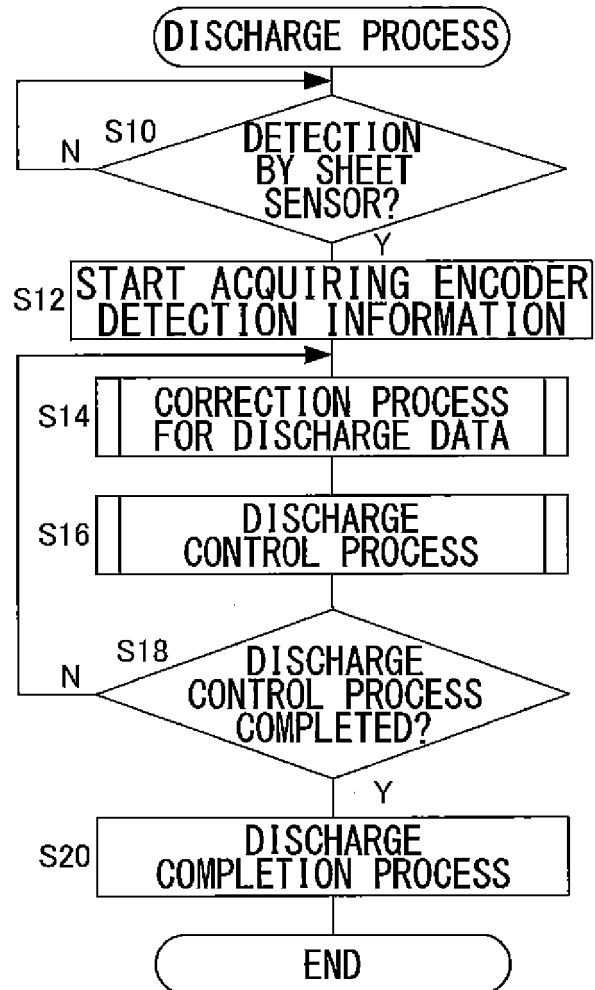 DISCHARGE PROCESS
S10
DETECTION
BY SHEET
SENSOR?
N
Y
S12
START ACQUIRING ENCODER
DETECTION INFORMATION
S14
CORRECTION PROCESS
FOR DISCHARGE DATA
S16
DISCHARGE
CONTROL PROCESS
S18
DISCHARGE
CONTROL PROCESS
COMPLETED?
N
Y
S20
DISCHARGE
COMPLETION PROCESS
END